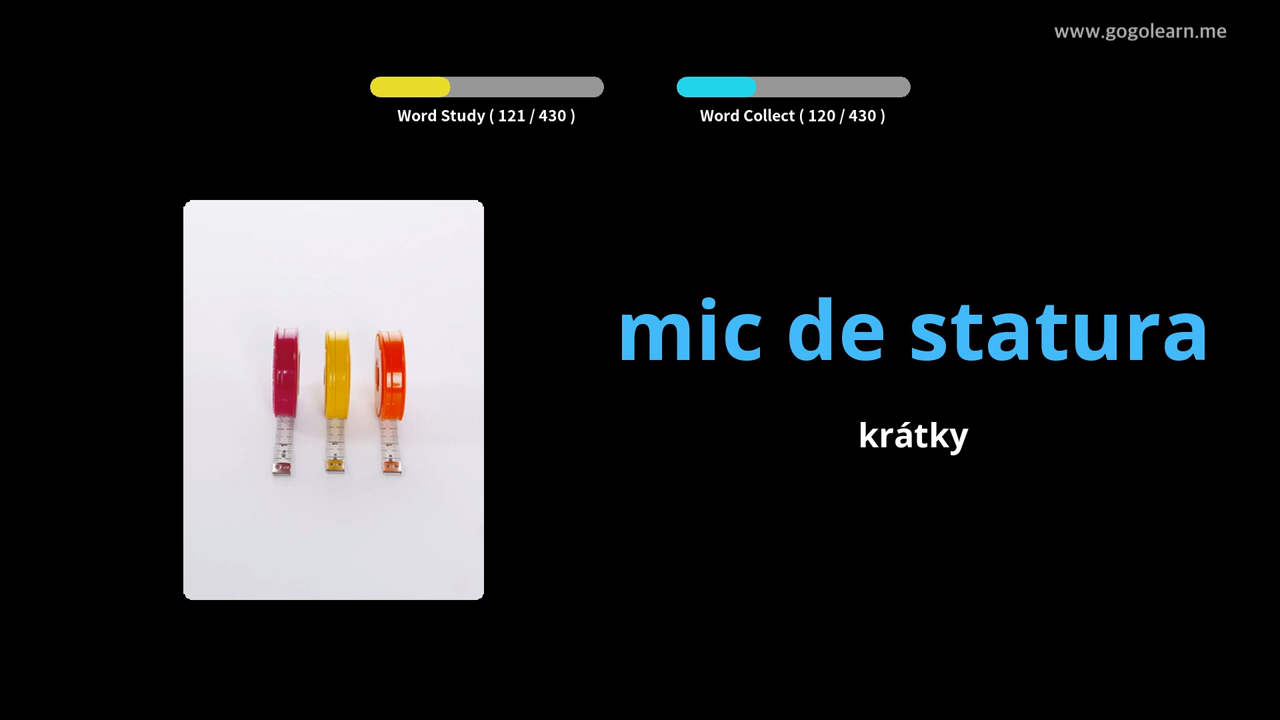 www.gogolearn.me
Word Study ( 121 / 430 )
Word Collect ( 120 / 430 )
mic de statura
krátky